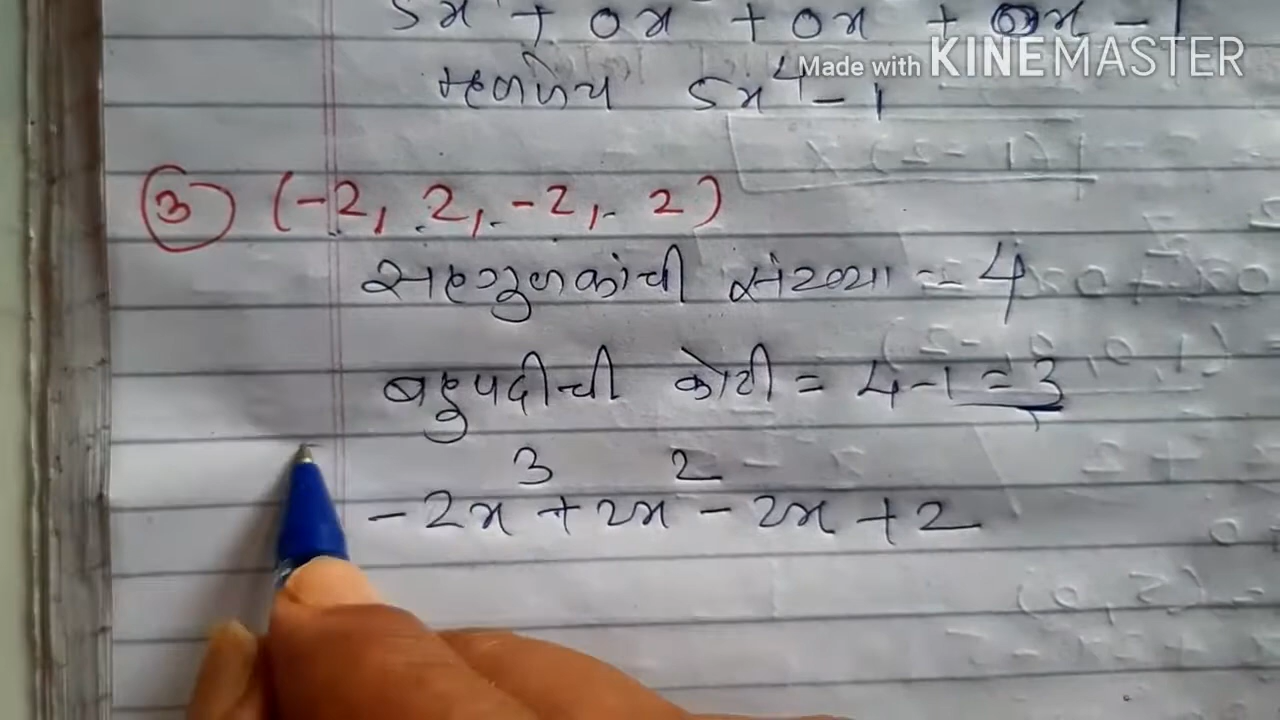 5x + 0x + 0x + 0x - 1
Made with KINEMASTER
म्हणजेच 5x⁴ - 1
③ (-2, 2, -2, 2)
सहगुणकांची संख्या = 4
बहुपदीची कोटी = 4 - 1 = 3
-2x³ + 2x² - 2x + 2